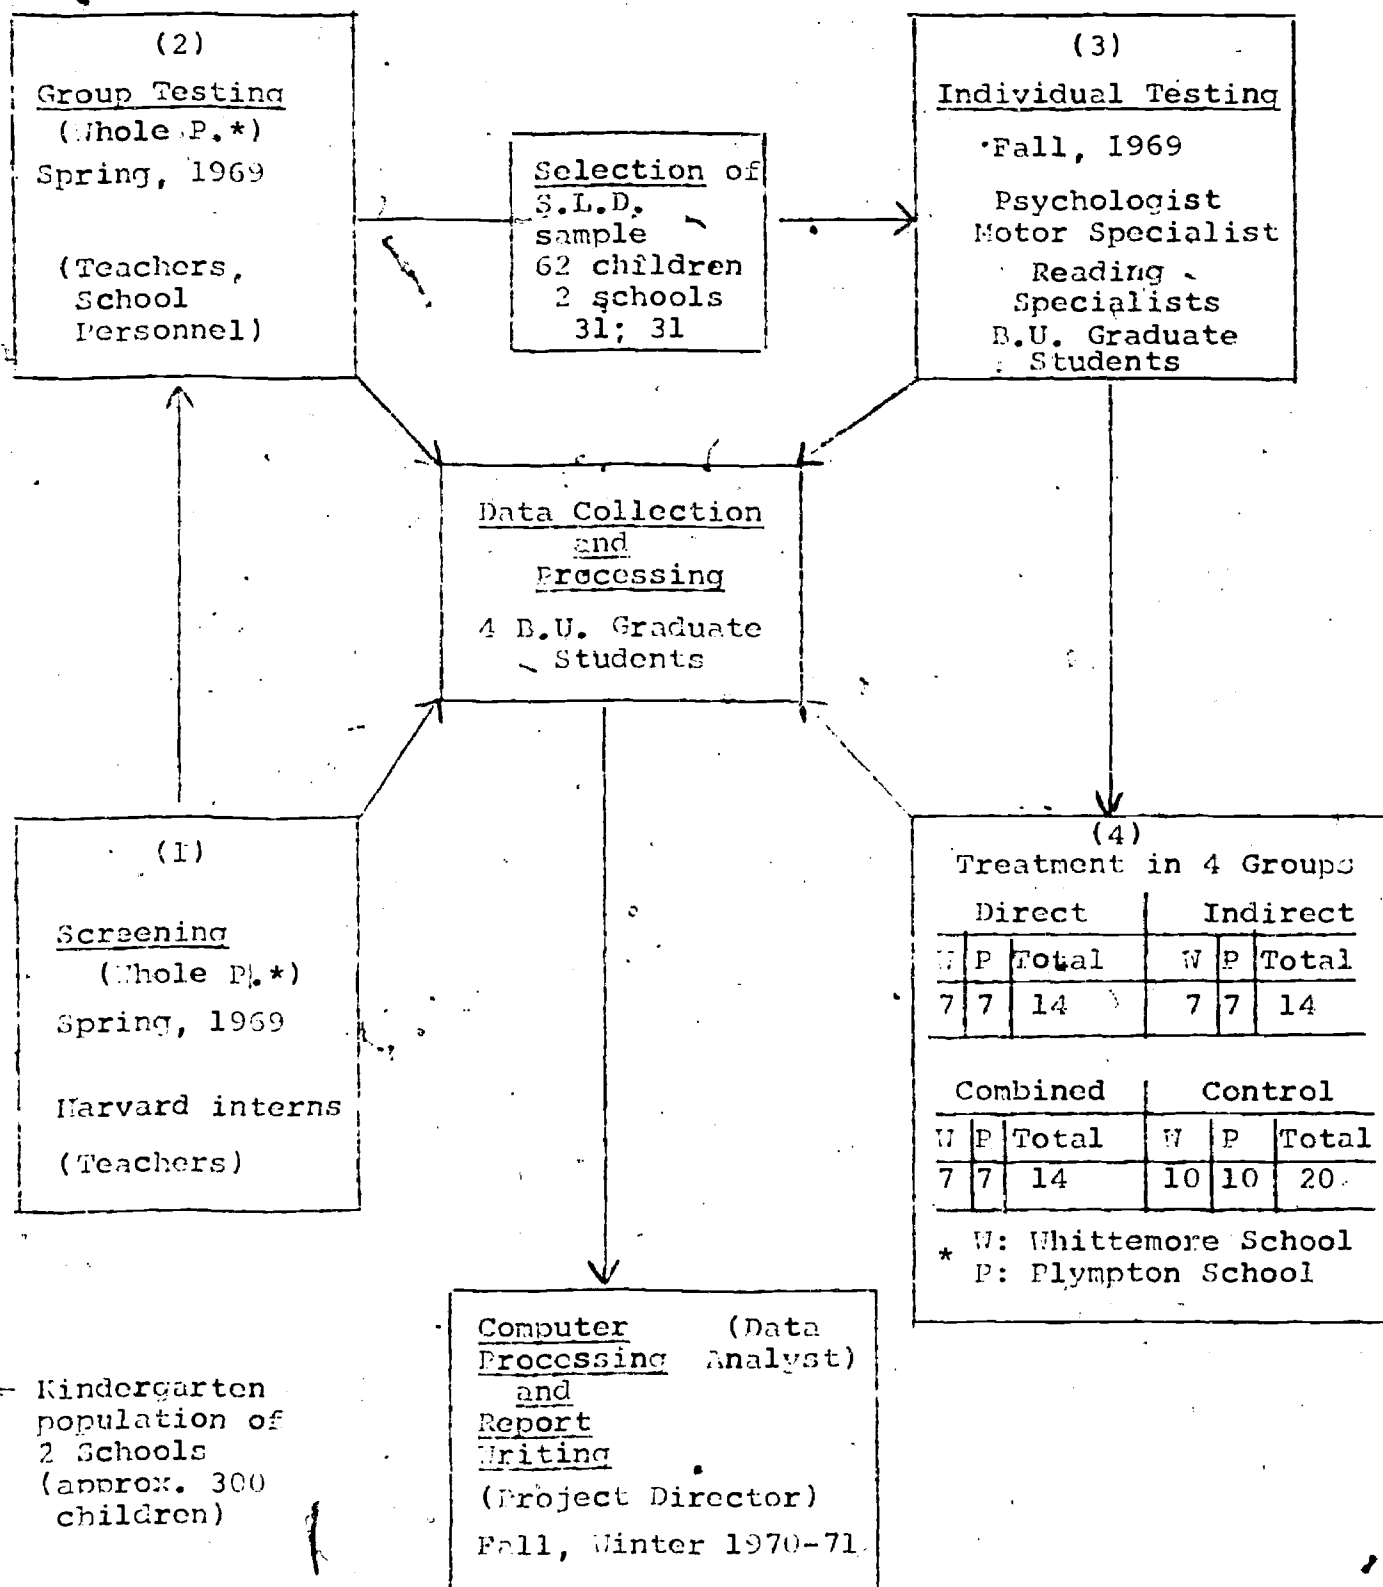 (2)
Group Testing
(Whole P.*)
Spring, 1969
(Teachers,
School
Personnel)
Selection of
S.L.D.
sample
62 children
2 schools
31; 31
(3)
Individual Testing
Fall, 1969
Psychologist
Motor Specialist
Reading
Specialists
B.U. Graduate
Students
Data Collection
and
Processing
4 B.U. Graduate
Students
(1)
Screening
(Whole P.*)
Spring, 1969
Harvard interns
(Teachers)
(4)
Treatment in 4 Groups
Direct Indirect
W P Total W P Total
7 7 14 7 7 14
Combined Control
W P Total W P Total
7 7 14 10 10 20
* W: Whittemore School
P: Plympton School
Computer (Data
Processing Analyst)
and
Report
Writing
(Project Director)
Fall, Winter 1970-71
Kindergarten
population of
2 Schools
(approx. 300
children)